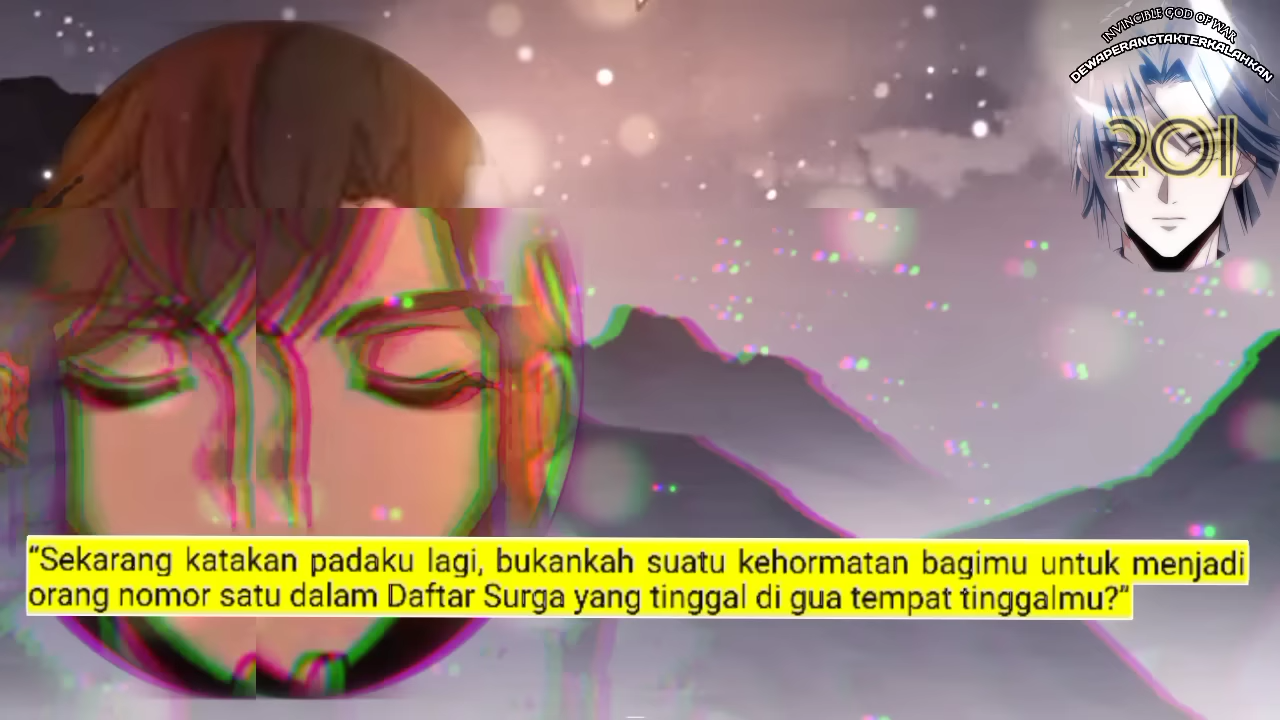 INVINCIBLE GOD OF WAR
DEWAPERANGTAKTERKALAHKAN
201
“Sekarang katakan padaku lagi, bukankah suatu kehormatan bagimu untuk menjadi
orang nomor satu dalam Daftar Surga yang tinggal di gua tempat tinggalmu?”